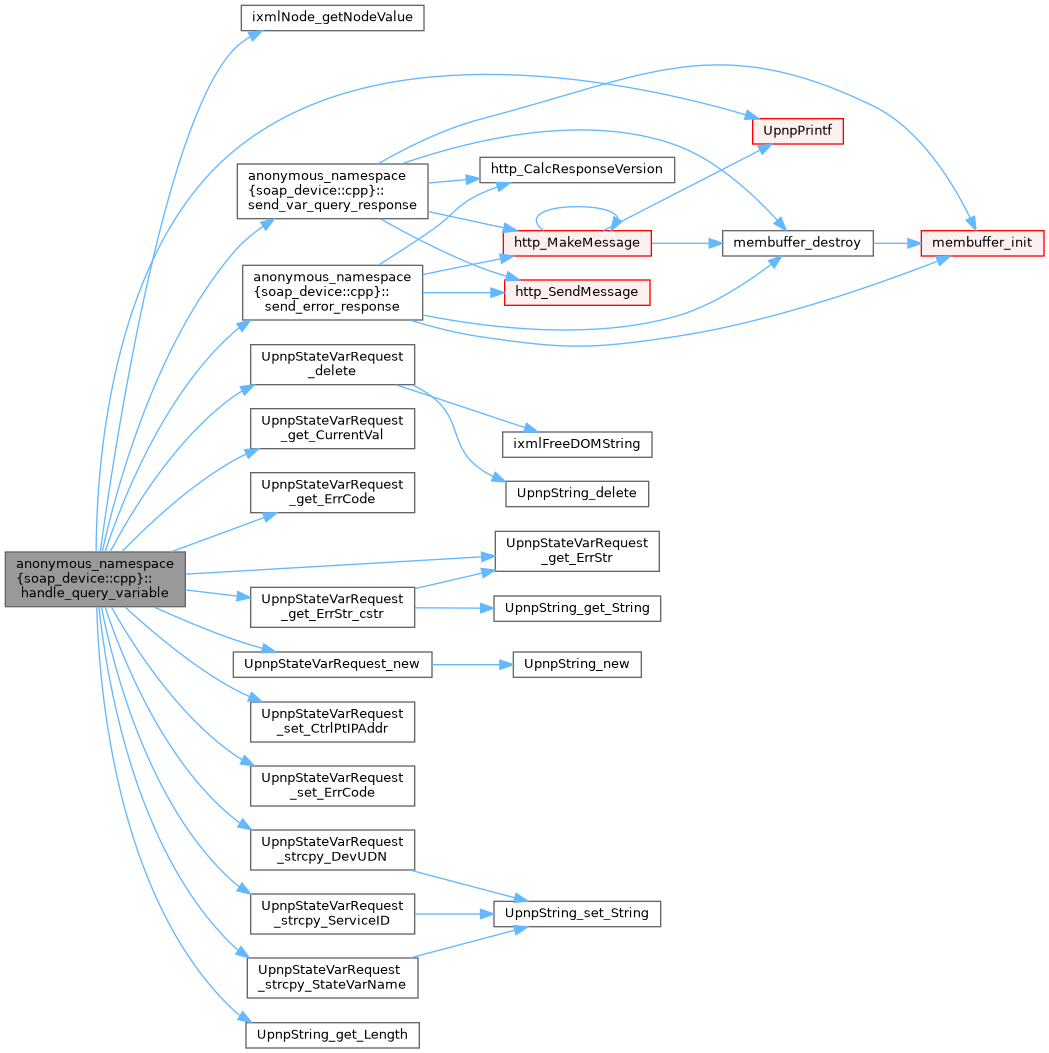 ixmlNode_getNodeValue
UpnpPrintf
anonymous_namespace
{soap_device::cpp}::
send_var_query_response
http_CalcResponseVersion
http_MakeMessage
membuffer_destroy
membuffer_init
anonymous_namespace
{soap_device::cpp}::
send_error_response
http_SendMessage
UpnpStateVarRequest
_delete
UpnpStateVarRequest
_get_CurrentVal
ixmlFreeDOMString
UpnpStateVarRequest
_get_ErrCode
UpnpString_delete
anonymous_namespace
{soap_device::cpp}::
handle_query_variable
UpnpStateVarRequest
_get_ErrStr
UpnpStateVarRequest
_get_ErrStr_cstr
UpnpString_get_String
UpnpStateVarRequest_new
UpnpString_new
UpnpStateVarRequest
_set_CtrlPtIPAddr
UpnpStateVarRequest
_set_ErrCode
UpnpStateVarRequest
_strcpy_DevUDN
UpnpStateVarRequest
_strcpy_ServiceID
UpnpString_set_String
UpnpStateVarRequest
_strcpy_StateVarName
UpnpString_get_Length